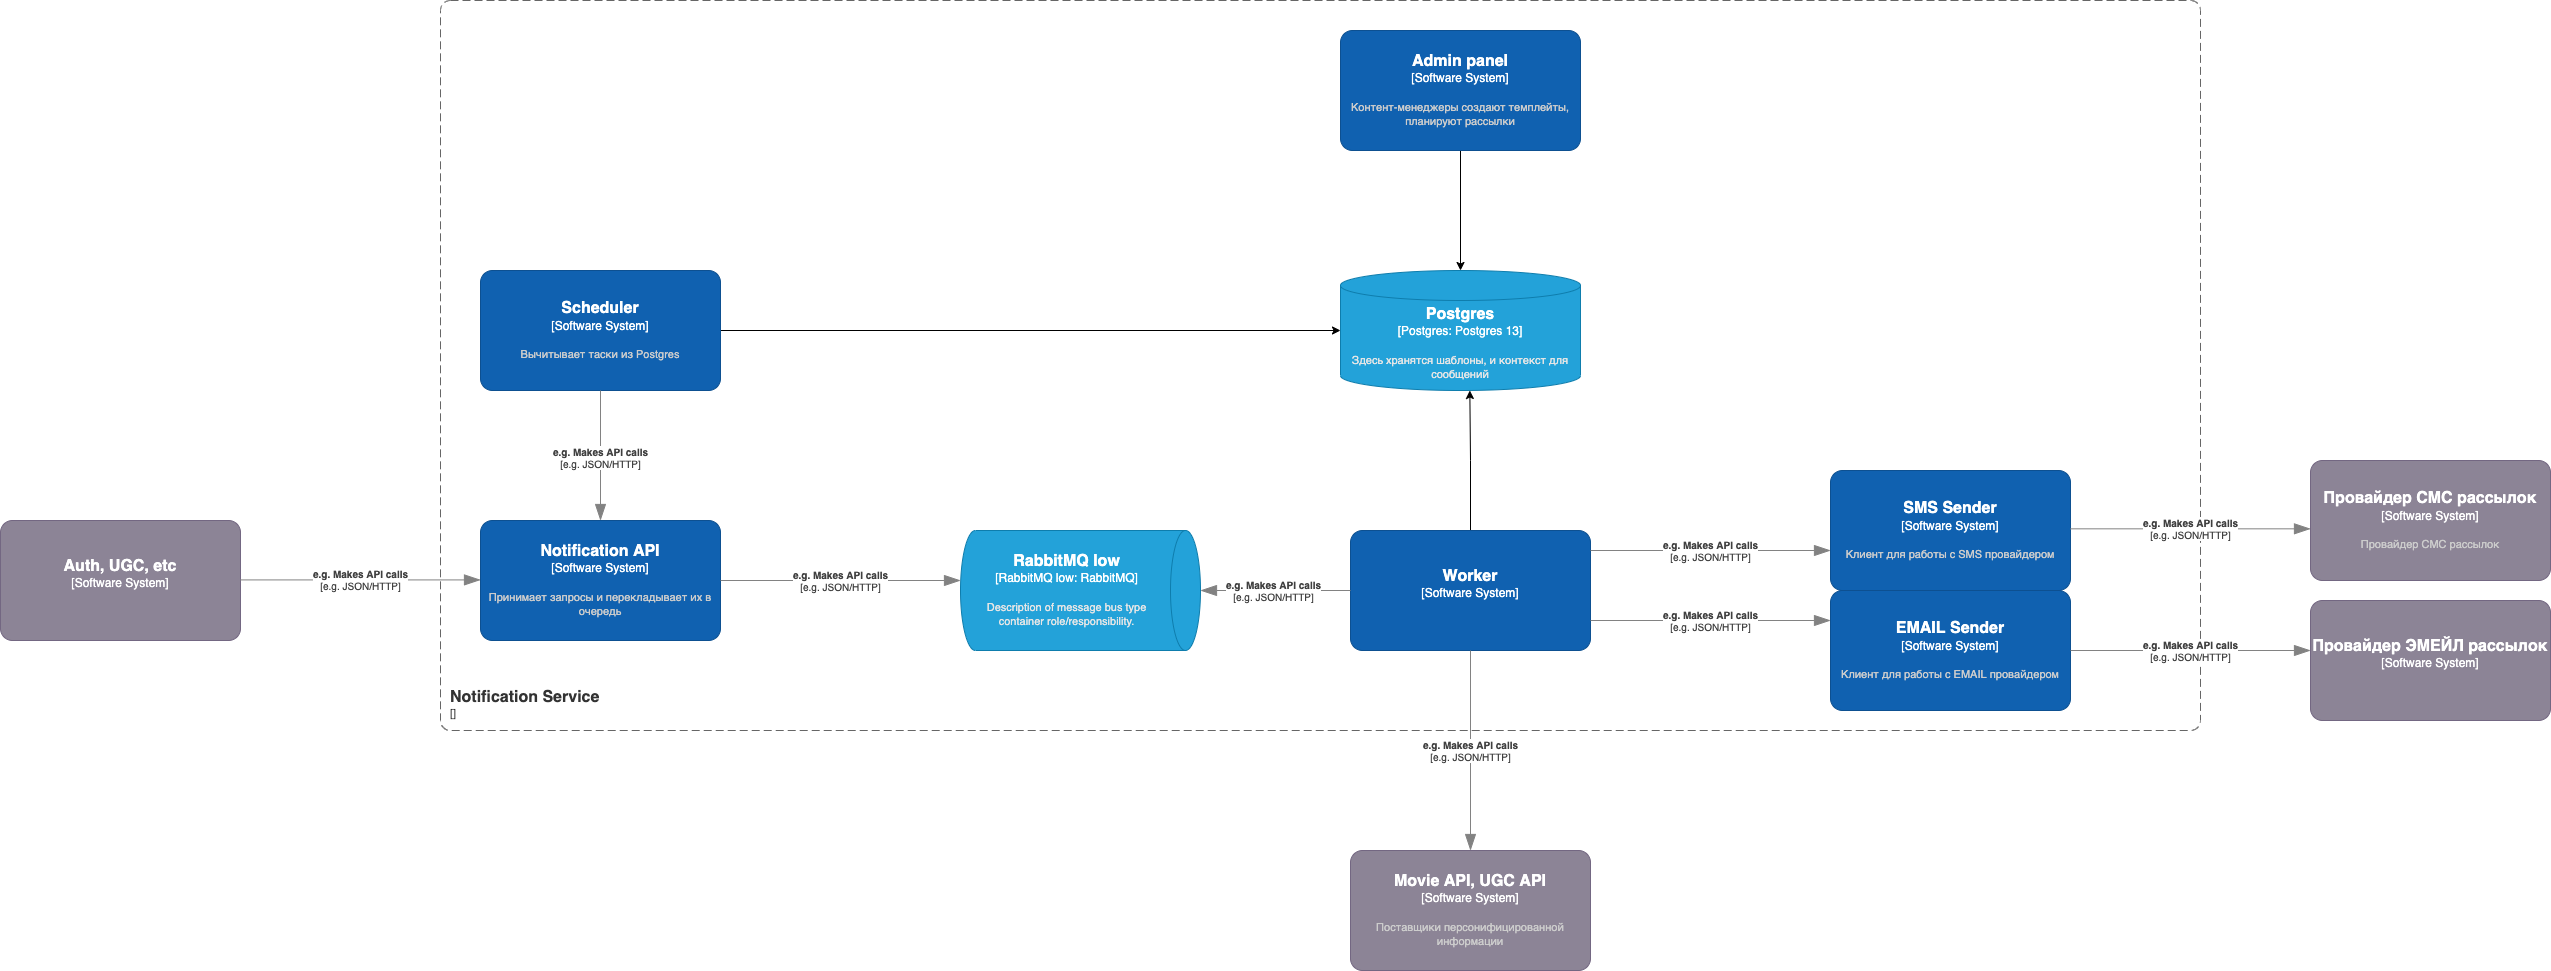 Admin panel
[Software System]
Контент-менеджеры создают темплейты,
планируют рассылки
Scheduler
[Software System]
Вычитывает таски из Postgres
Postgres
[Postgres: Postgres 13]
Здесь хранятся шаблоны, и контекст для
сообщений
e.g. Makes API calls
[e.g. JSON/HTTP]
Auth, UGC, etc
[Software System]
e.g. Makes API calls
[e.g. JSON/HTTP]
Notification API
[Software System]
Принимает запросы и перекладывает их в
очередь
e.g. Makes API calls
[e.g. JSON/HTTP]
RabbitMQ low
[RabbitMQ low: RabbitMQ]
Description of message bus type
container role/responsibility.
e.g. Makes API calls
[e.g. JSON/HTTP]
Worker
[Software System]
e.g. Makes API calls
[e.g. JSON/HTTP]
e.g. Makes API calls
[e.g. JSON/HTTP]
SMS Sender
[Software System]
Клиент для работы с SMS провайдером
EMAIL Sender
[Software System]
Клиент для работы с EMAIL провайдером
e.g. Makes API calls
[e.g. JSON/HTTP]
e.g. Makes API calls
[e.g. JSON/HTTP]
Провайдер СМС рассылок
[Software System]
Провайдер СМС рассылок
Провайдер ЭМЕЙЛ рассылок
[Software System]
Notification Service
[]
e.g. Makes API calls
[e.g. JSON/HTTP]
Movie API, UGC API
[Software System]
Поставщики персонифицированной
информации